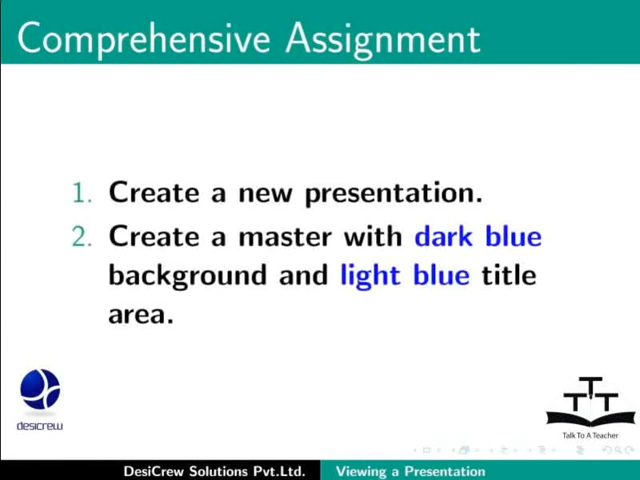 Comprehensive Assignment
1. Create a new presentation.
2. Create a master with dark blue
background and light blue title
area.
desicrew
TTT
Talk To A Teacher
DesiCrew Solutions Pvt.Ltd. Viewing a Presentation